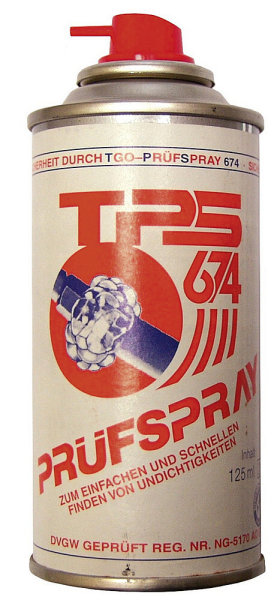 HERHEIT DURCH TGO-PRÜFSPRAY 674 • SIC
TPS
674
PRÜFSPRAY
ZUM EINFACHEN UND SCHNELLEN
FINDEN VON UNDICHTIGKEITEN
Inhalt
125 ml
DVGW GEPRÜFT REG. NR. NG-5170 A